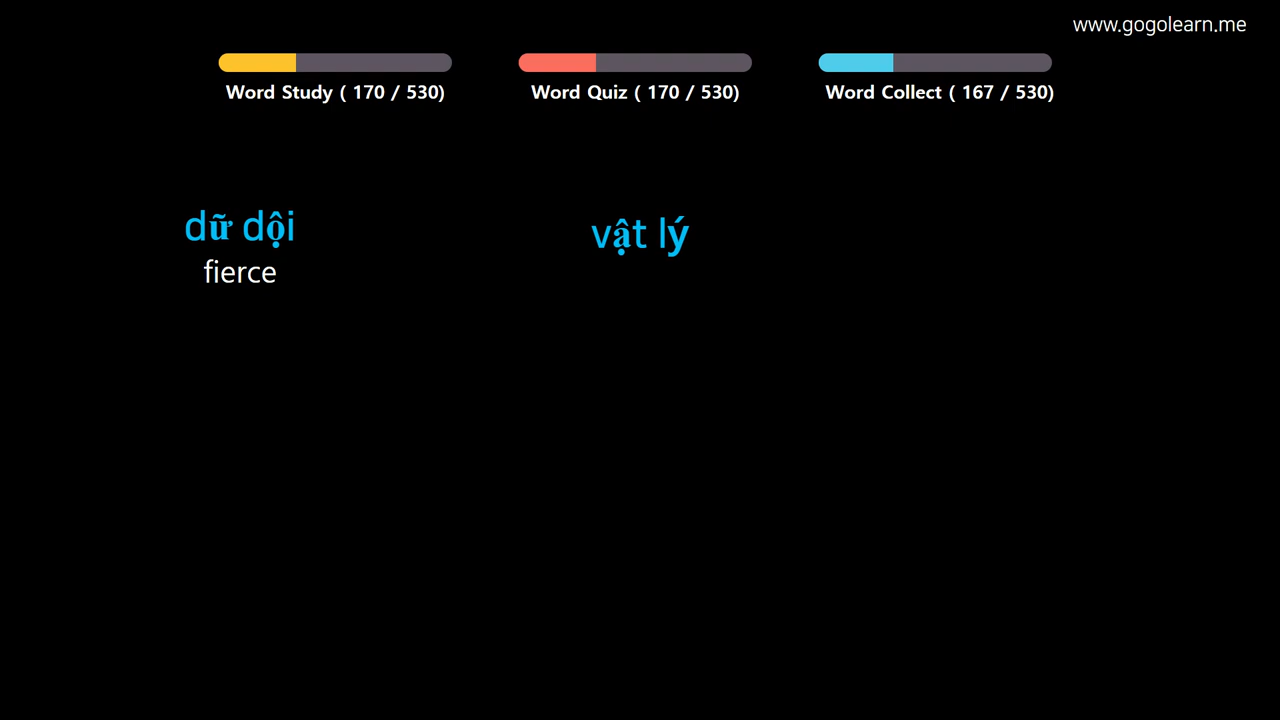 www.gogolearn.me
Word Study ( 170 / 530)
Word Quiz ( 170 / 530)
Word Collect ( 167 / 530)
dữ dội
fierce
vật lý